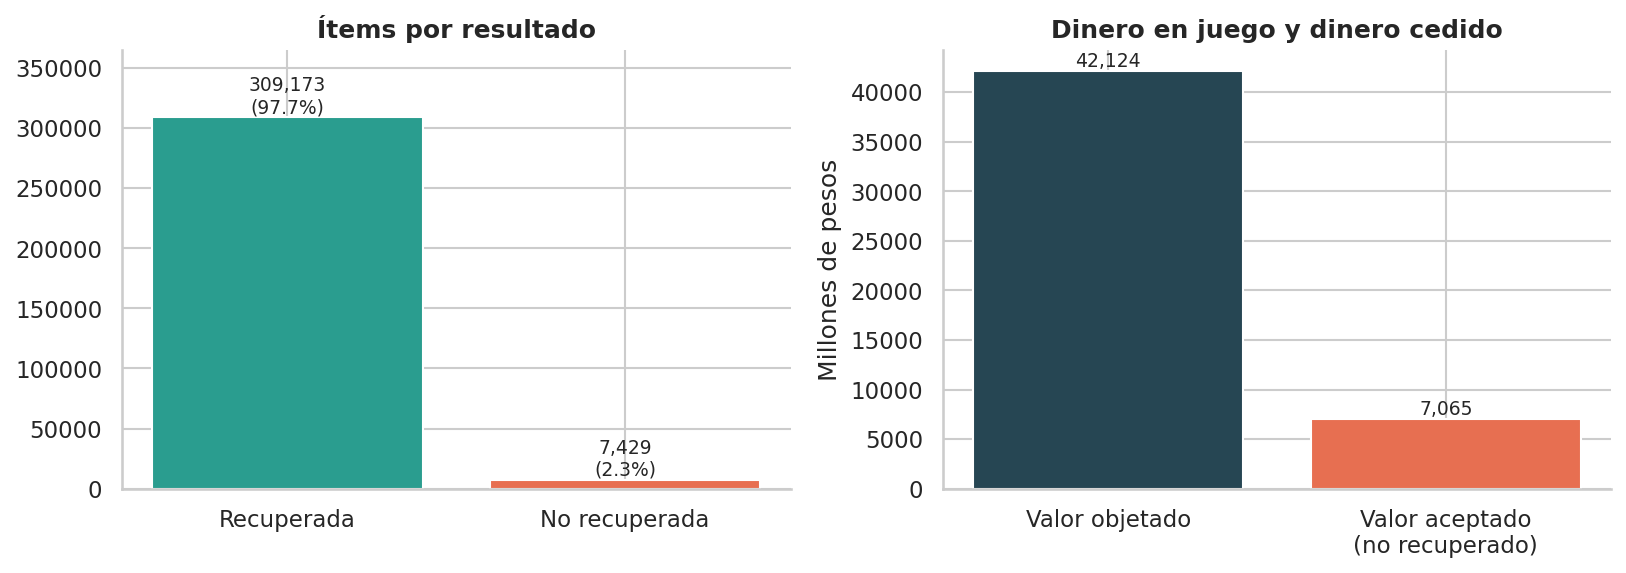 Ítems por resultado
350000
300000
250000
200000
150000
100000
50000
0
309,173
(97.7%)
7,429
(2.3%)
Recuperada
No recuperada
Dinero en juego y dinero cedido
Millones de pesos
40000
35000
30000
25000
20000
15000
10000
5000
0
42,124
7,065
Valor objetado
Valor aceptado
(no recuperado)